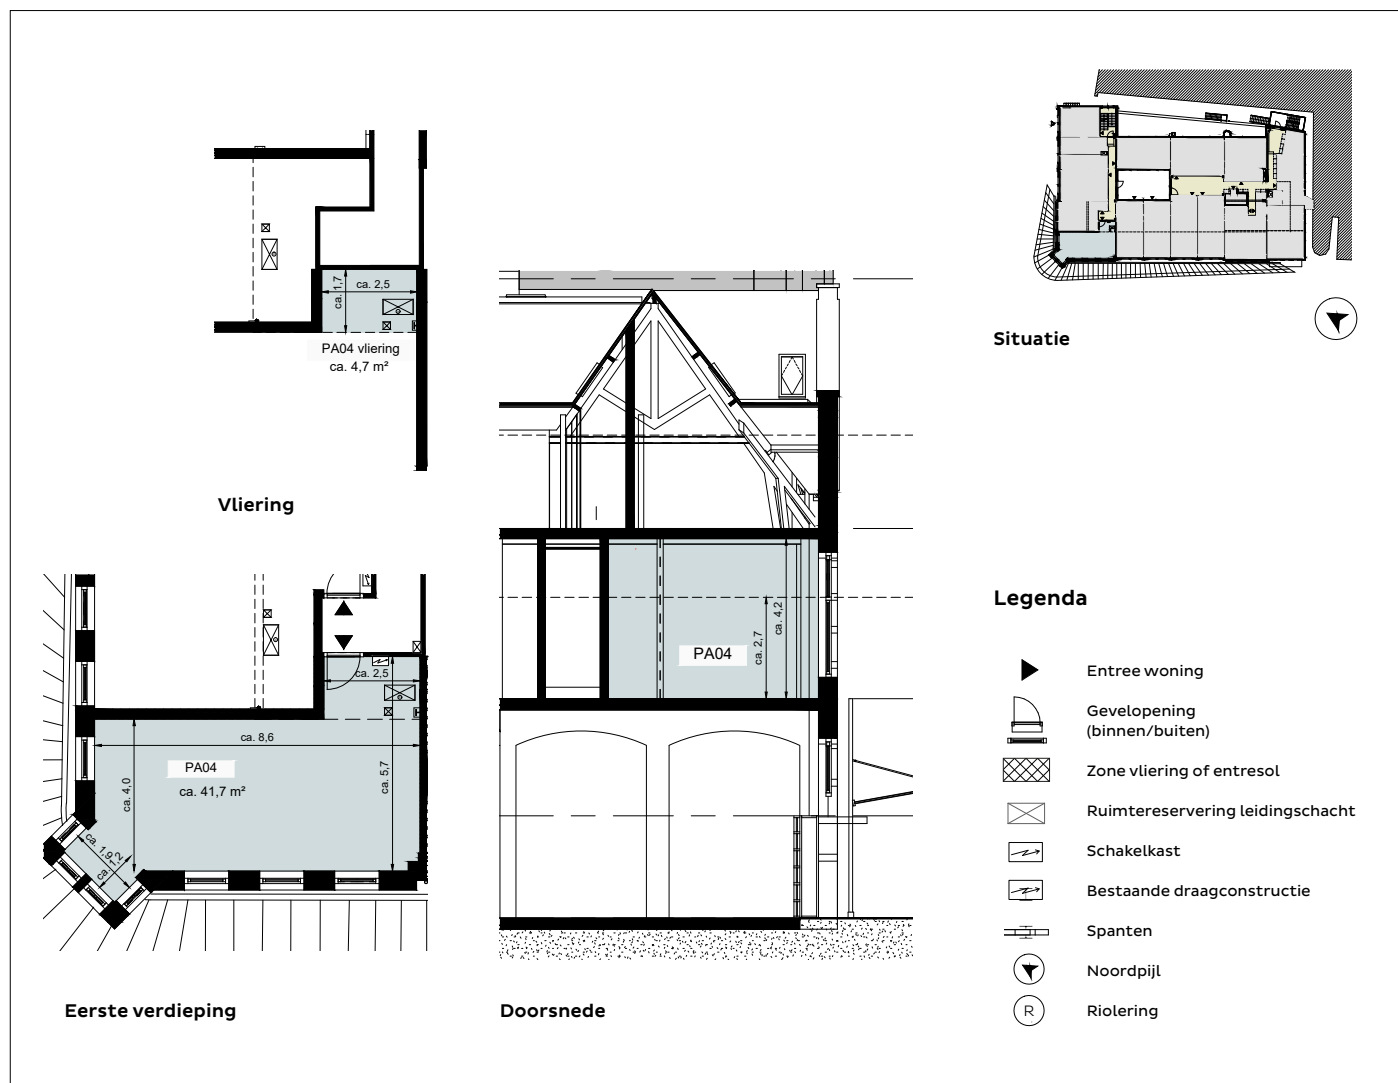 ca. 2,5
ca. 1,7
PA04 vliering
ca. 4,7 m²
Vliering
ca. 2,5
ca. 8,6
PA04
ca. 41,7 m²
ca. 4,0
ca. 5,7
ca. 1,9
ca. 1,2
Eerste verdieping
PA04
ca. 2,7
ca. 4,2
Doorsnede
Situatie
Legenda
Entree woning
Gevelopening
(binnen/buiten)
Zone vliering of entresol
Ruimtereservering leidingschacht
Schakelkast
Bestaande draagconstructie
Spanten
Noordpijl
R
Riolering